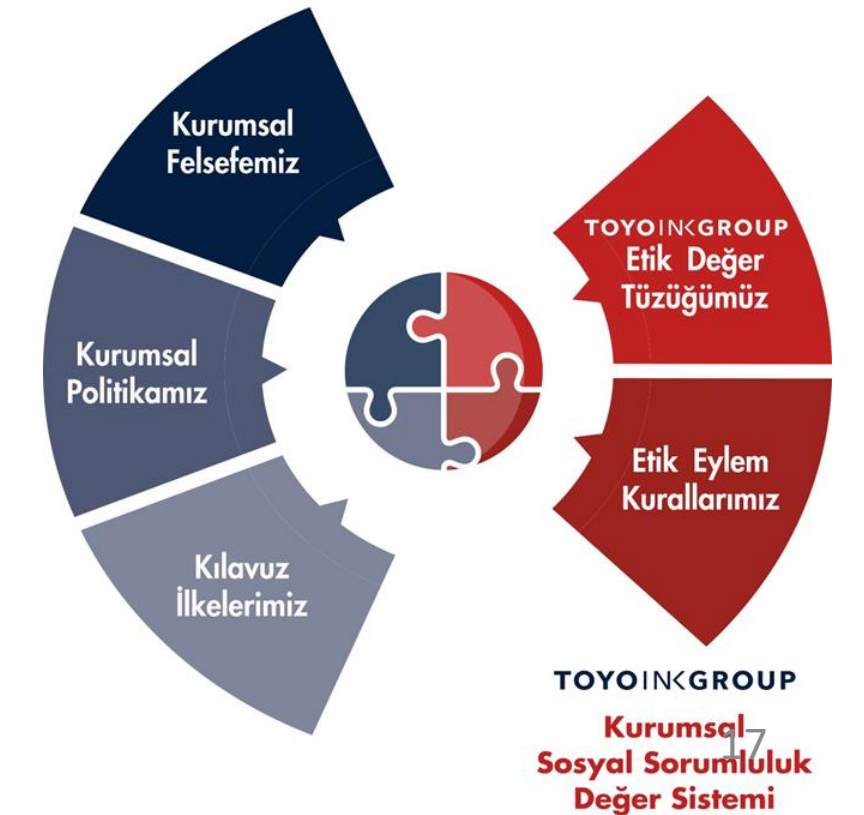 Kurumsal
Felsefemiz
Kurumsal
Politikamız
Kılavuz
İlkelerimiz
TOYOINKGROUP
Etik Değer
Tüzüğümüz
Etik Eylem
Kurallarımız
TOYOINKGROUP
Kurumsal
Sosyal Sorumluluk
Değer Sistemi
17